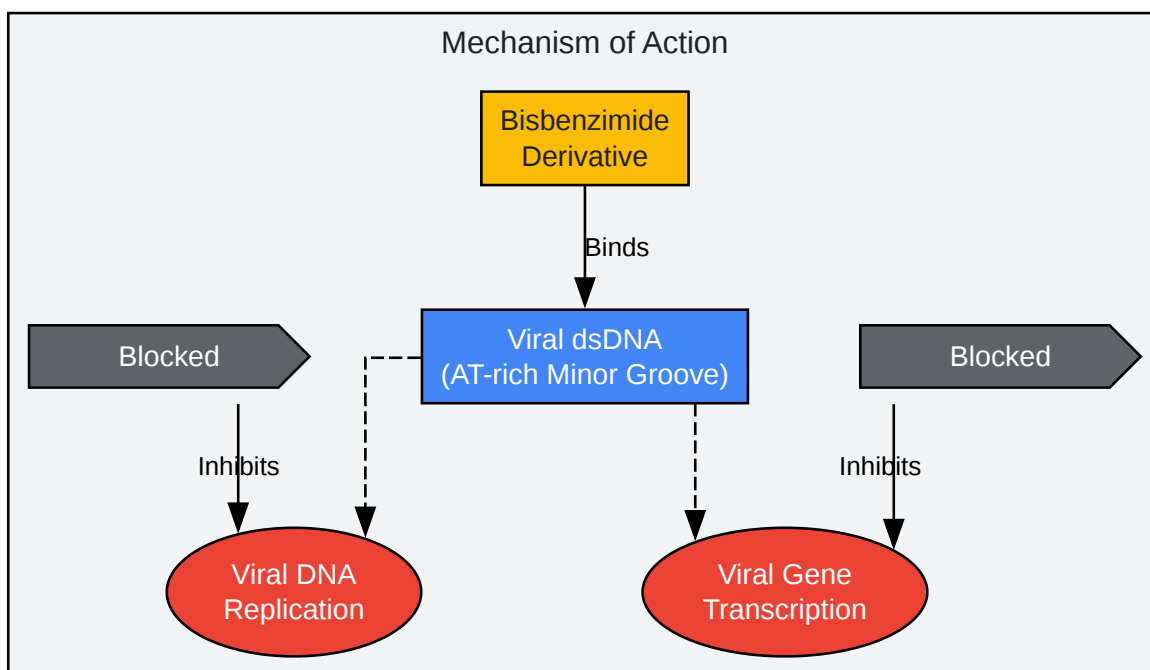 Mechanism of Action
Bisbenzimide
Derivative
Binds
Blocked
Viral dsDNA
(AT-rich Minor Groove)
Blocked
Inhibits
Inhibits
Viral DNA
Replication
Viral Gene
Transcription